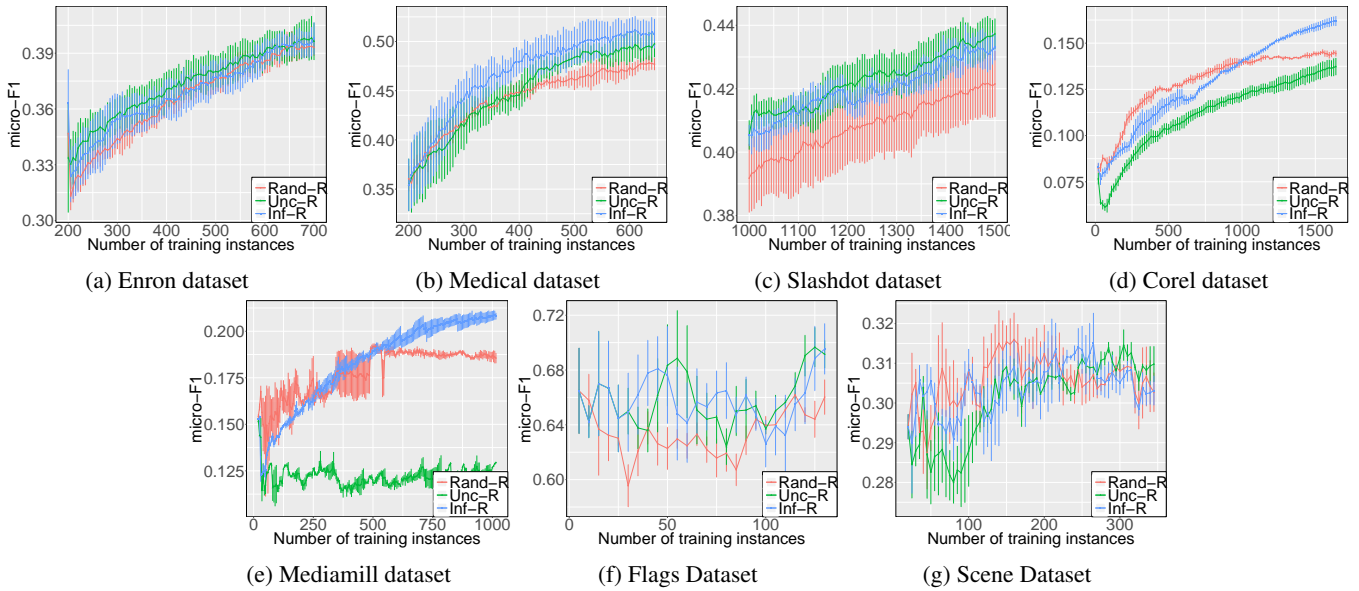 micro-F1
0.39
0.36
0.33
0.30
200 300 400 500 600 700
Number of training instances
Rand-R
Unc-R
Inf-R
(a) Enron dataset
micro-F1
0.50
0.45
0.40
0.35
200 300 400 500 600
Number of training instances
Rand-R
Unc-R
Inf-R
(b) Medical dataset
micro-F1
0.44
0.42
0.40
0.38
1000 1100 1200 1300 1400 1500
Number of training instances
Rand-R
Unc-R
Inf-R
(c) Slashdot dataset
micro-F1
0.150
0.125
0.100
0.075
0 500 1000 1500
Number of training instances
Rand-R
Unc-R
Inf-R
(d) Corel dataset
micro-F1
0.200
0.175
0.150
0.125
0 250 500 750 1000
Number of training instances
Rand-R
Unc-R
Inf-R
(e) Mediamill dataset
micro-F1
0.72
0.68
0.64
0.60
0 50 100
Number of training instances
Rand-R
Unc-R
Inf-R
(f) Flags Dataset
micro-F1
0.32
0.31
0.30
0.29
0.28
100 200 300
Number of training instances
Rand-R
Unc-R
Inf-R
(g) Scene Dataset